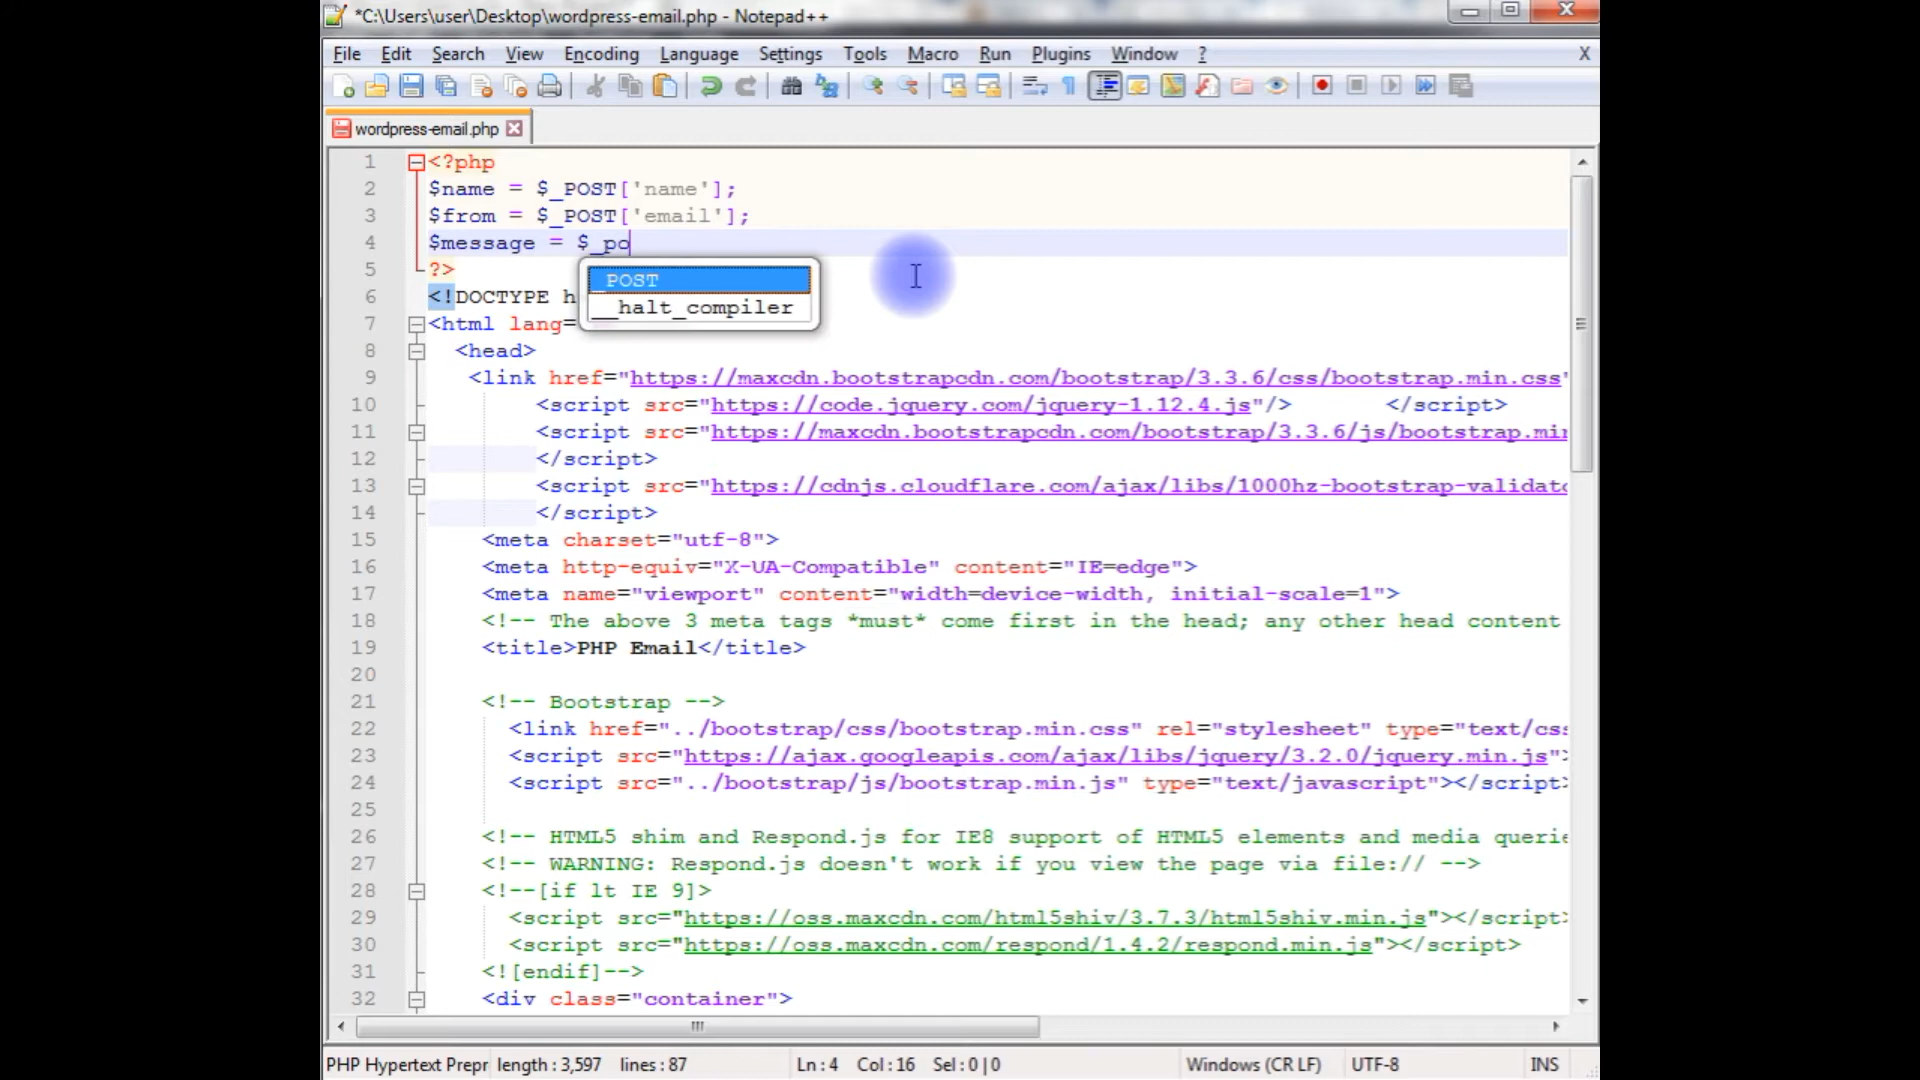 *C:\Users\user\Desktop\wordpress-email.php - Notepad++
File Edit Search View Encoding Language Settings Tools Macro Run Plugins Window ? X
wordpress-email.php
1 <?php
2 $name = $_POST['name'];
3 $from = $_POST['email'];
4 $message = $_po
5 ?>
_POST
6 <!DOCTYPE h
__halt_compiler
7 <html lang=
8 <head>
9 <link href="https://maxcdn.bootstrapcdn.com/bootstrap/3.3.6/css/bootstrap.min.css"
10 <script src="https://code.jquery.com/jquery-1.12.4.js"/> </script>
11 <script src="https://maxcdn.bootstrapcdn.com/bootstrap/3.3.6/js/bootstrap.min
12 </script>
13 <script src="https://cdnjs.cloudflare.com/ajax/libs/1000hz-bootstrap-validato
14 </script>
15 <meta charset="utf-8">
16 <meta http-equiv="X-UA-Compatible" content="IE=edge">
17 <meta name="viewport" content="width=device-width, initial-scale=1">
18 <!-- The above 3 meta tags *must* come first in the head; any other head content
19 <title>PHP Email</title>
20
21 <!-- Bootstrap -->
22 <link href="../bootstrap/css/bootstrap.min.css" rel="stylesheet" type="text/css
23 <script src="https://ajax.googleapis.com/ajax/libs/jquery/3.2.0/jquery.min.js">
24 <script src="../bootstrap/js/bootstrap.min.js" type="text/javascript"></script>
25
26 <!-- HTML5 shim and Respond.js for IE8 support of HTML5 elements and media querie
27 <!-- WARNING: Respond.js doesn't work if you view the page via file:// -->
28 <!--[if lt IE 9]>
29 <script src="https://oss.maxcdn.com/html5shiv/3.7.3/html5shiv.min.js"></script>
30 <script src="https://oss.maxcdn.com/respond/1.4.2/respond.min.js"></script>
31 <![endif]-->
32 <div class="container">
PHP Hypertext Prepr length : 3,597 lines : 87 Ln : 4 Col : 16 Sel : 0 | 0 Windows (CR LF) UTF-8 INS